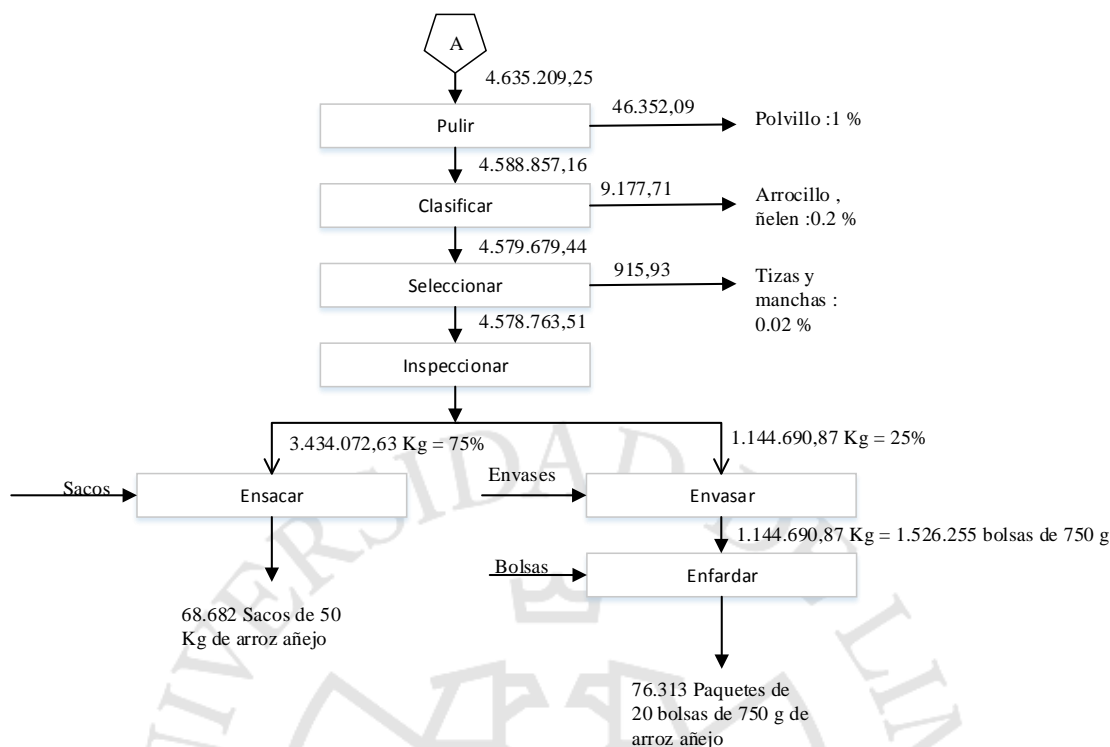 A
4.635.209,25
46.352,09
Pulir
Polvillo :1 %
4.588.857,16
9.177,71
Clasificar
Arrocillo ,
ñelen :0.2 %
4.579.679,44
915,93
Seleccionar
Tizas y
manchas :
0.02 %
4.578.763,51
Inspeccionar
3.434.072,63 Kg = 75%
1.144.690,87 Kg = 25%
Sacos
Ensacar
Envases
Envasar
1.144.690,87 Kg = 1.526.255 bolsas de 750 g
Bolsas
Enfardar
68.682 Sacos de 50
Kg de arroz añejo
76.313 Paquetes de
20 bolsas de 750 g de
arroz añejo
UNIVERSIDAD DE LIM